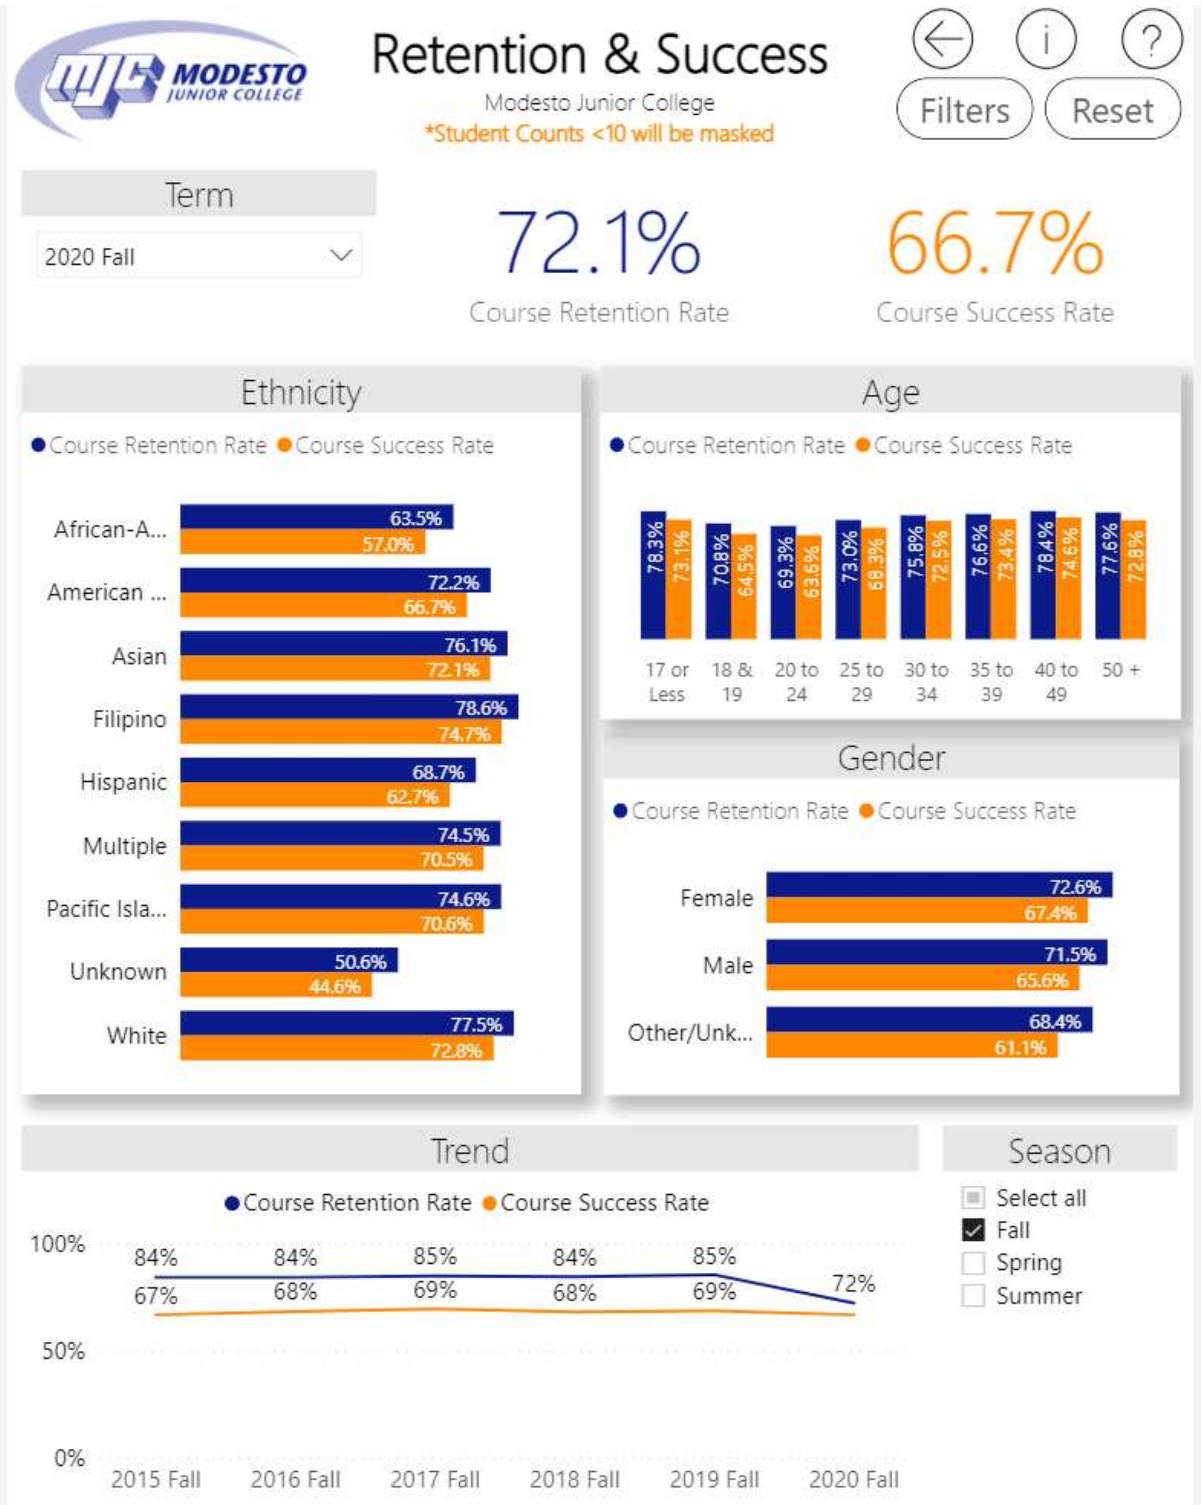 MJC MODESTO
JUNIOR COLLEGE
Retention & Success
Modesto Junior College
*Student Counts <10 will be masked
i
?
Filters
Reset
Term
2020 Fall
72.1%
Course Retention Rate
66.7%
Course Success Rate
Ethnicity
Course Retention Rate Course Success Rate
African-A... 63.5%
57.0%
American ... 72.2%
66.7%
Asian 76.1%
72.1%
Filipino 78.6%
74.7%
Hispanic 68.7%
62.7%
Multiple 74.5%
70.5%
Pacific Isla... 74.6%
70.6%
Unknown 50.6%
44.6%
White 77.5%
72.8%
Age
Course Retention Rate Course Success Rate
78.3% 73.1% 70.8% 64.5% 69.3% 63.6% 73.0% 68.3% 75.8% 72.5% 76.6% 73.4% 78.4% 74.6% 77.6% 72.8%
17 or 18 & 20 to 25 to 30 to 35 to 40 to 50 +
Less 19 24 29 34 39 49
Gender
Course Retention Rate Course Success Rate
Female 72.6%
67.4%
Male 71.5%
65.6%
Other/Unk... 68.4%
61.1%
Trend
Course Retention Rate Course Success Rate
100%
84% 84% 85% 84% 85% 72%
67% 68% 69% 68% 69%
50%
0%
2015 Fall 2016 Fall 2017 Fall 2018 Fall 2019 Fall 2020 Fall
Season
Select all
Fall
Spring
Summer